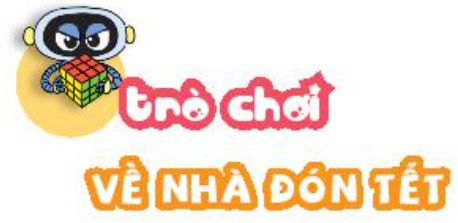 trò chơi
VỀ NHÀ ĐÓN TẾT